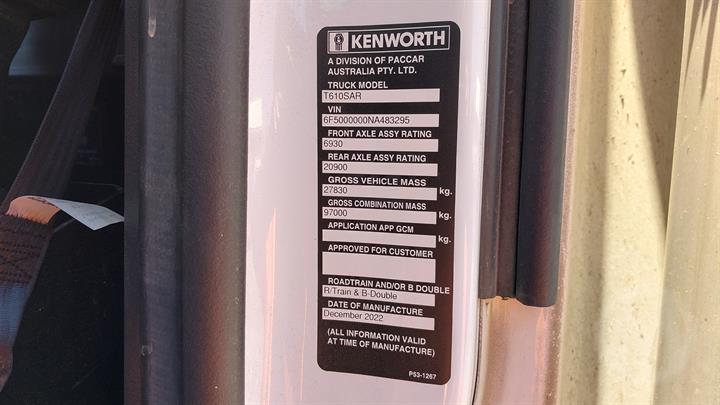 KENWORTH
A DIVISION OF PACCAR
AUSTRALIA PTY. LTD.
TRUCK MODEL
T610SAR
VIN
6F5000000NA483295
FRONT AXLE ASSY RATING
6930
REAR AXLE ASSY RATING
20900
GROSS VEHICLE MASS
27830 kg.
GROSS COMBINATION MASS
97000 kg.
APPLICATION APP GCM
kg.
APPROVED FOR CUSTOMER
ROADTRAIN AND/OR B DOUBLE
R/Train & B-Double
DATE OF MANUFACTURE
December 2022
(ALL INFORMATION VALID
AT TIME OF MANUFACTURE)
P53-1267